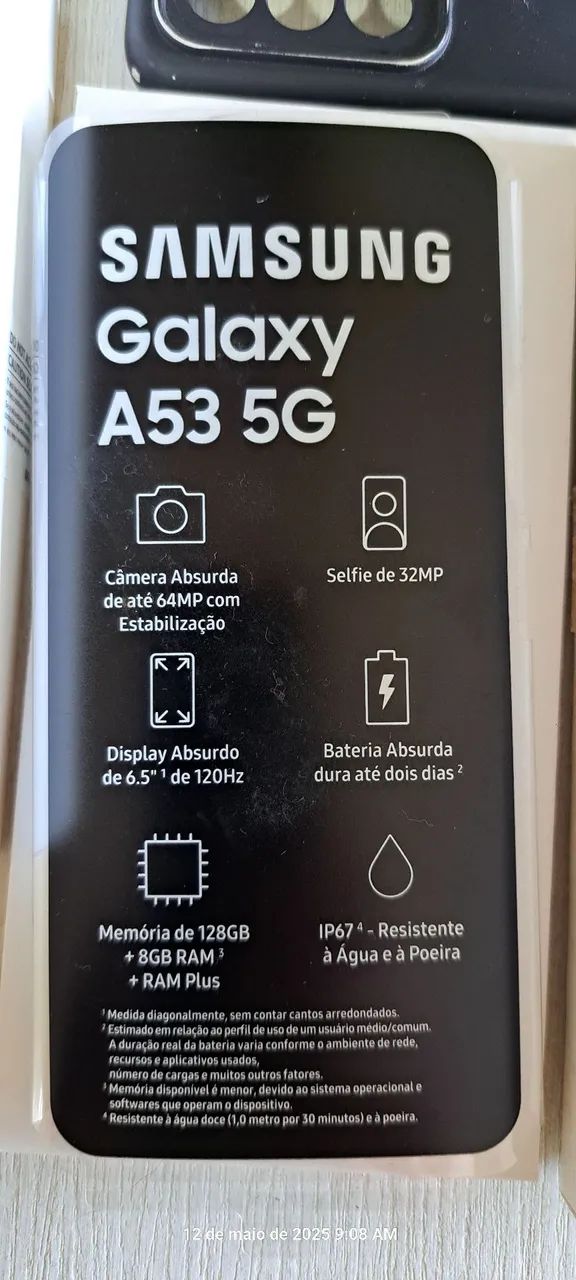 SAMSUNG
Galaxy
A53 5G
Câmera Absurda
de até 64MP com
Estabilização
Selfie de 32MP
Display Absurdo
de 6.5" ¹ de 120Hz
Bateria Absurda
dura até dois dias ²
Memória de 128GB
+ 8GB RAM ³
+ RAM Plus
IP67 ⁴ - Resistente
à Água e à Poeira
¹ Medida diagonalmente, sem contar cantos arredondados.
² Estimado em relação ao perfil de uso de um usuário médio/comum.
A duração real da bateria varia conforme o ambiente de rede,
recursos e aplicativos usados,
número de cargas e muitos outros fatores.
³ Memória disponível é menor, devido ao sistema operacional e
softwares que operam o dispositivo.
⁴ Resistente à água doce (1,0 metro por 30 minutos) e à poeira.
12 de maio de 2025 9:08 AM